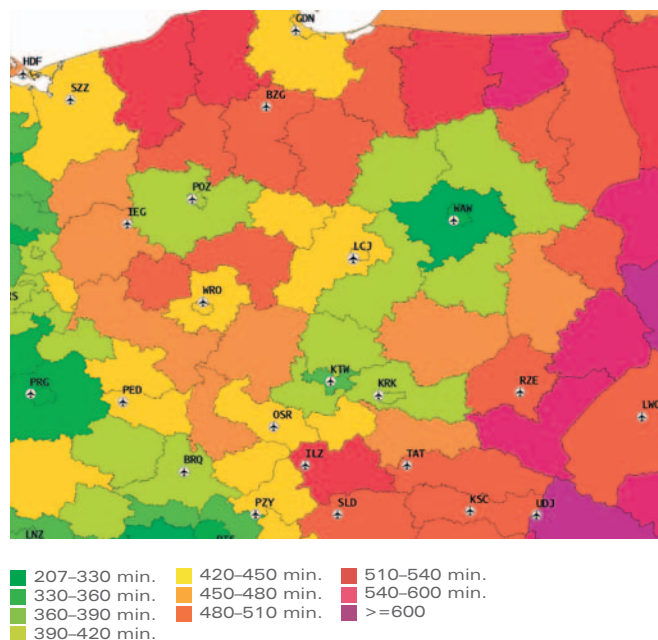 GDN
HDF
SZZ
BZG
POZ
IEG
WAW
LCJ
WRO
KTW
PRG
PED
KRK
RZE
LWO
OSR
BRQ
ILZ
TAT
PZY
SLD
KSC
UDJ
LNZ
207–330 min.
330–360 min.
360–390 min.
390–420 min.
420–450 min.
450–480 min.
480–510 min.
510–540 min.
540–600 min.
>=600